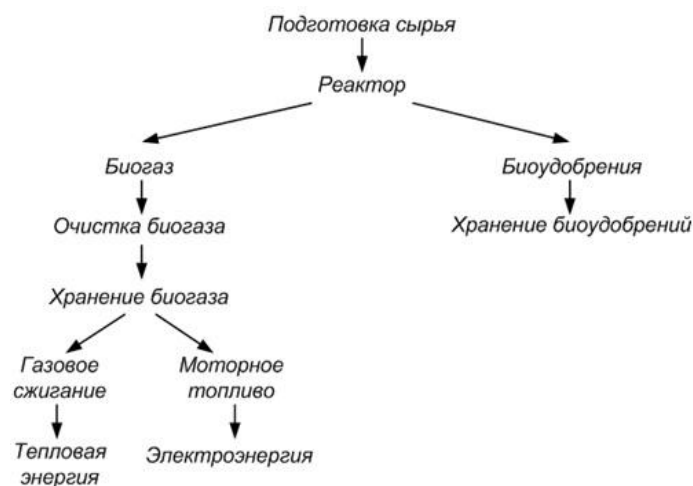 Подготовка сырья
Реактор
Биогаз
Биоудобрения
Очистка биогаза
Хранение биоудобрений
Хранение биогаза
Газовое
сжигание
Моторное
топливо
Тепловая
энергия
Электроэнергия